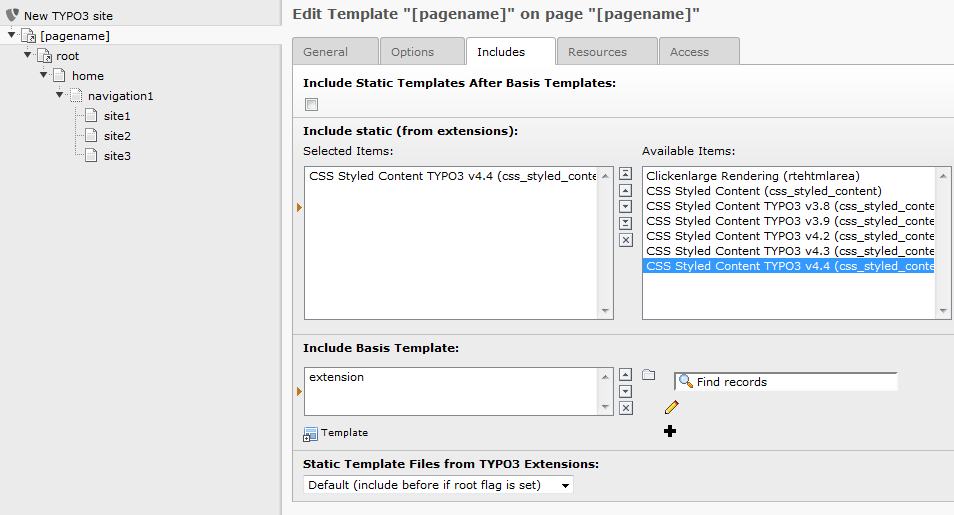 New TYPO3 site
[pagename]
root
home
navigation1
site1
site2
site3
Edit Template "[pagename]" on page "[pagename]"
General Options Includes Resources Access
Include Static Templates After Basis Templates:
Include static (from extensions):
Selected Items: Available Items:
CSS Styled Content TYPO3 v4.4 (css_styled_conte
Clickenlarge Rendering (rtehtmlarea)
CSS Styled Content (css_styled_content)
CSS Styled Content TYPO3 v3.8 (css_styled_conte
CSS Styled Content TYPO3 v3.9 (css_styled_conte
CSS Styled Content TYPO3 v4.2 (css_styled_conte
CSS Styled Content TYPO3 v4.3 (css_styled_conte
CSS Styled Content TYPO3 v4.4 (css_styled_conte
Include Basis Template:
extension
Find records
Template
Static Template Files from TYPO3 Extensions:
Default (include before if root flag is set)